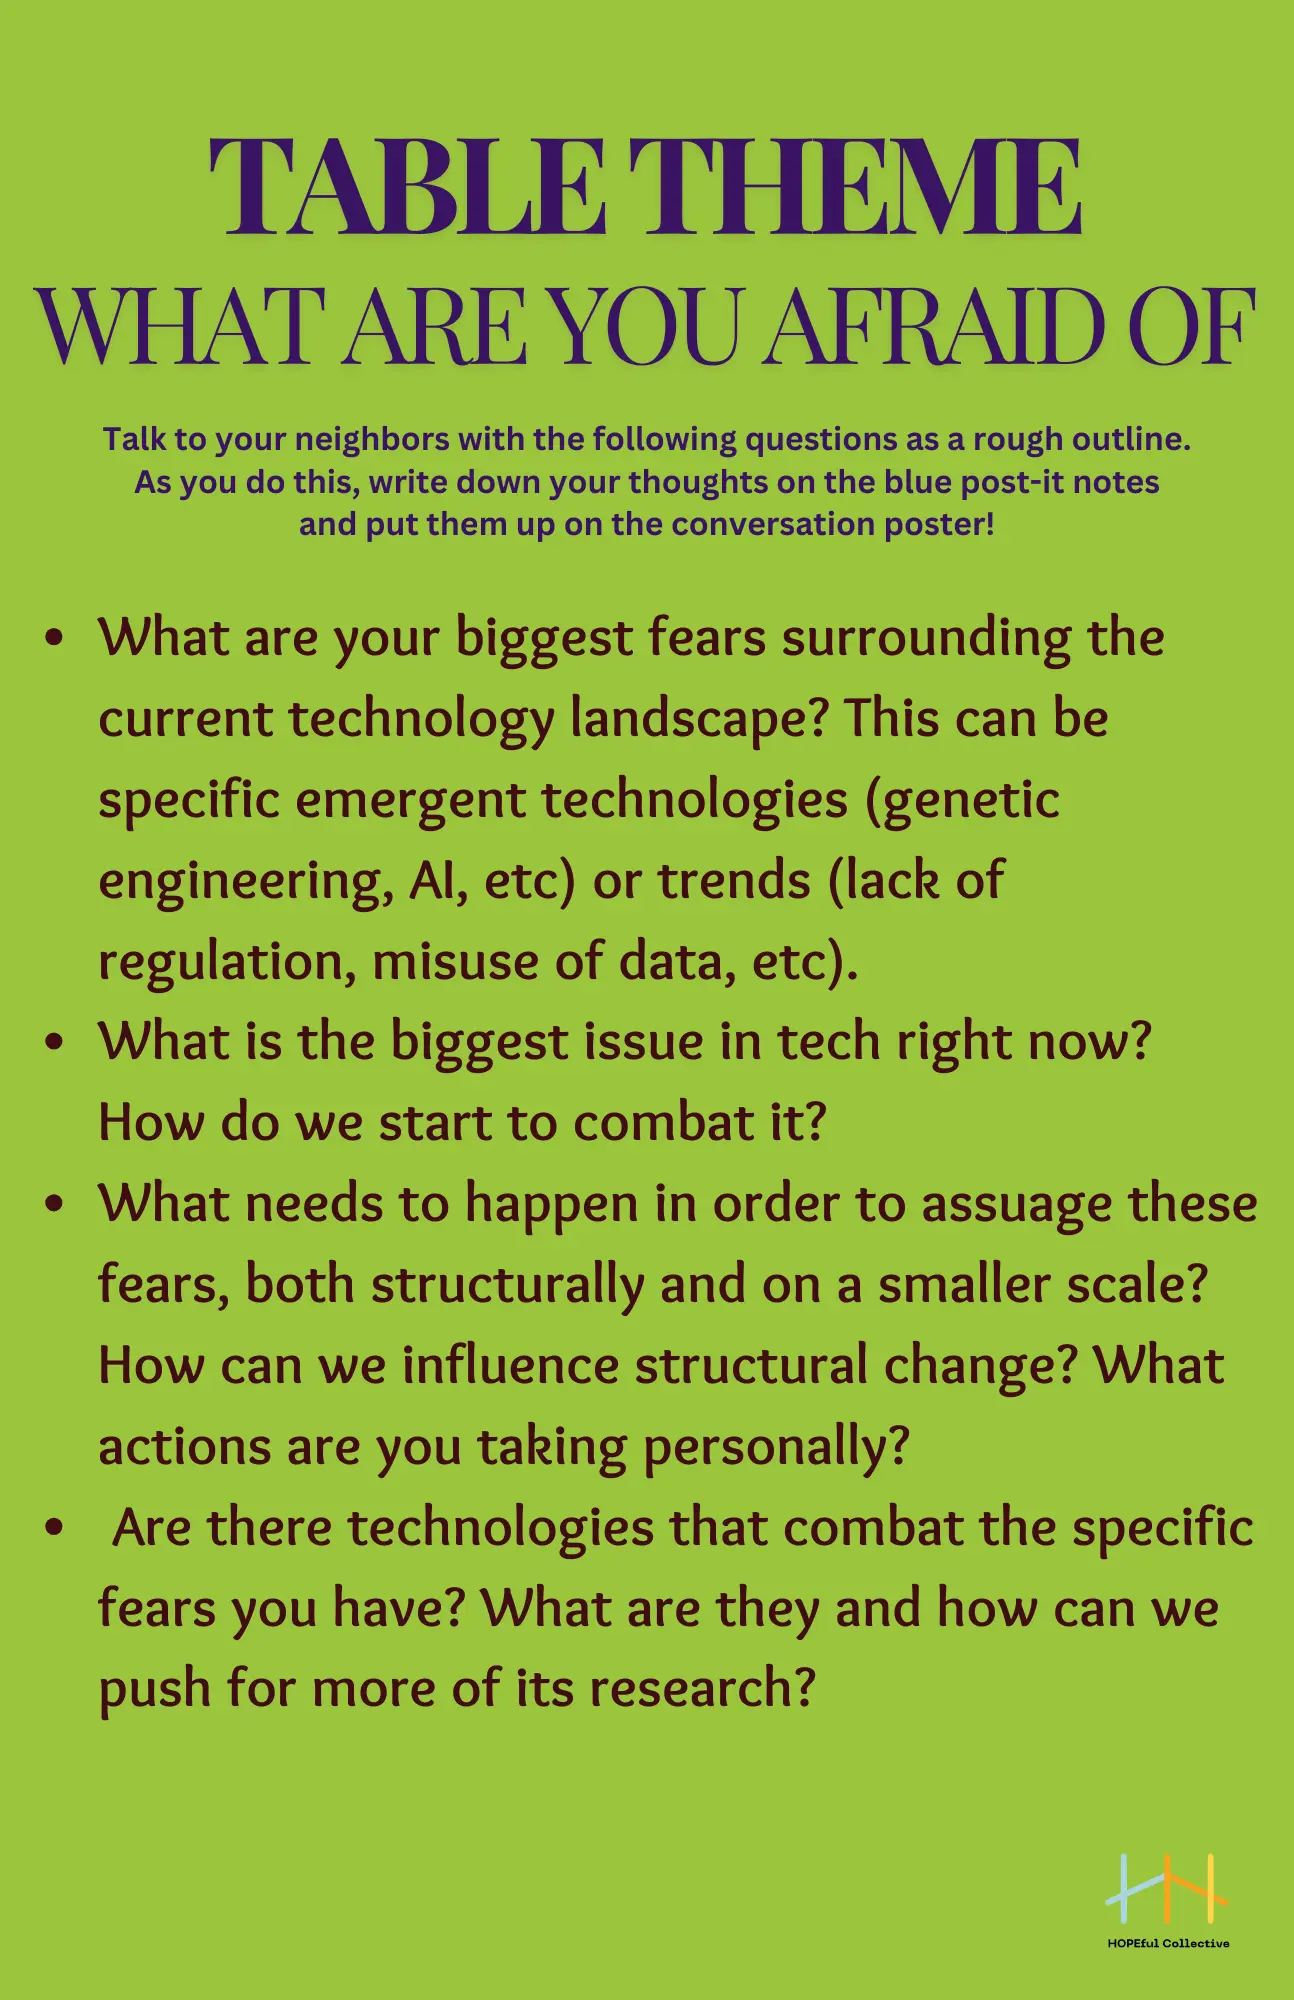 TABLE THEME
WHAT ARE YOU AFRAID OF
Talk to your neighbors with the following questions as a rough outline.
As you do this, write down your thoughts on the blue post-it notes
and put them up on the conversation poster!
• What are your biggest fears surrounding the
current technology landscape? This can be
specific emergent technologies (genetic
engineering, AI, etc) or trends (lack of
regulation, misuse of data, etc).
• What is the biggest issue in tech right now?
How do we start to combat it?
• What needs to happen in order to assuage these
fears, both structurally and on a smaller scale?
How can we influence structural change? What
actions are you taking personally?
• Are there technologies that combat the specific
fears you have? What are they and how can we
push for more of its research?
HOPEful Collective